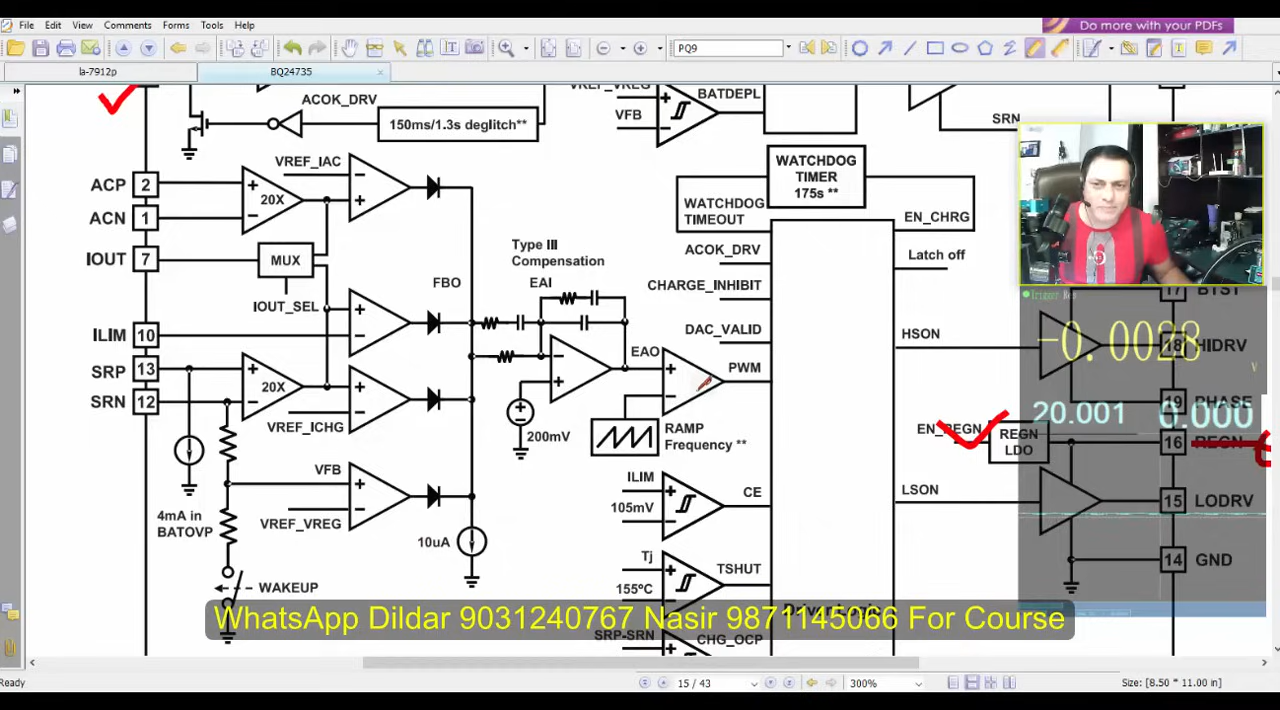 File Edit View Comments Forms Tools Help
Do more with your PDFs
PQ9
la-7912p
BQ24735
ACOK_DRV
150ms/1.3s deglitch**
VFB
BATDEPL
SRN
WATCHDOG
TIMER
175s **
WATCHDOG
TIMEOUT
EN_CHRG
ACOK_DRV
Latch off
CHARGE_INHIBIT
DAC_VALID
HSON
PWM
ACP 2
ACN 1
IOUT 7
20X
VREF_IAC
MUX
IOUT_SEL
FBO
Type III
Compensation
EAI
EAO
ILIM 10
SRP 13
SRN 12
20X
VREF_ICHG
200mV
RAMP
Frequency **
EN_REGN
REGN
LDO
VFB
VREF_VREG
4mA in
BATOVP
WAKEUP
10uA
ILIM
105mV
CE
LSON
Tj
155ºC
TSHUT
SRP-SRN
CHG_OCP
17 BTST
18 HIDRV
19 PHASE
16 REGN
15 LODRV
14 GND
-0.0028
V
20.001 0.000
WhatsApp Dildar 9031240767 Nasir 9871145066 For Course
Ready
15 / 43
300%
Size: [8.50 * 11.00 in]